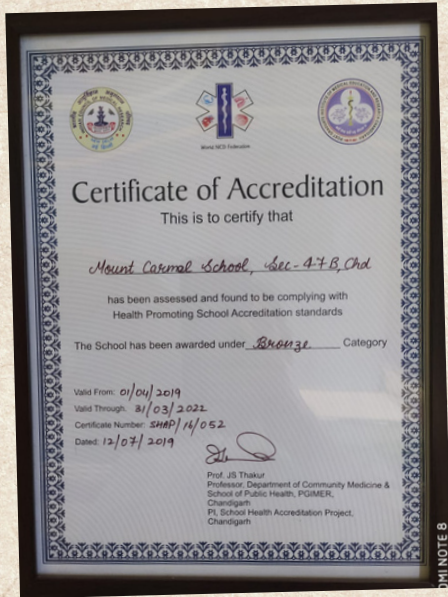 World NCD Federation
Certificate of Accreditation
This is to certify that
Mount Carmel School, Sec-47B, Chd
has been assessed and found to be complying with
Health Promoting School Accreditation standards
The School has been awarded under Bronze Category
Valid From: 01/04/2019
Valid Through: 31/03/2022
Certificate Number: SHAP/16/052
Dated: 12/07/2019
Prof. JS Thakur
Professor, Department of Community Medicine &
School of Public Health, PGIMER,
Chandigarh
PI, School Health Accreditation Project,
Chandigarh
OMI NOTE 8